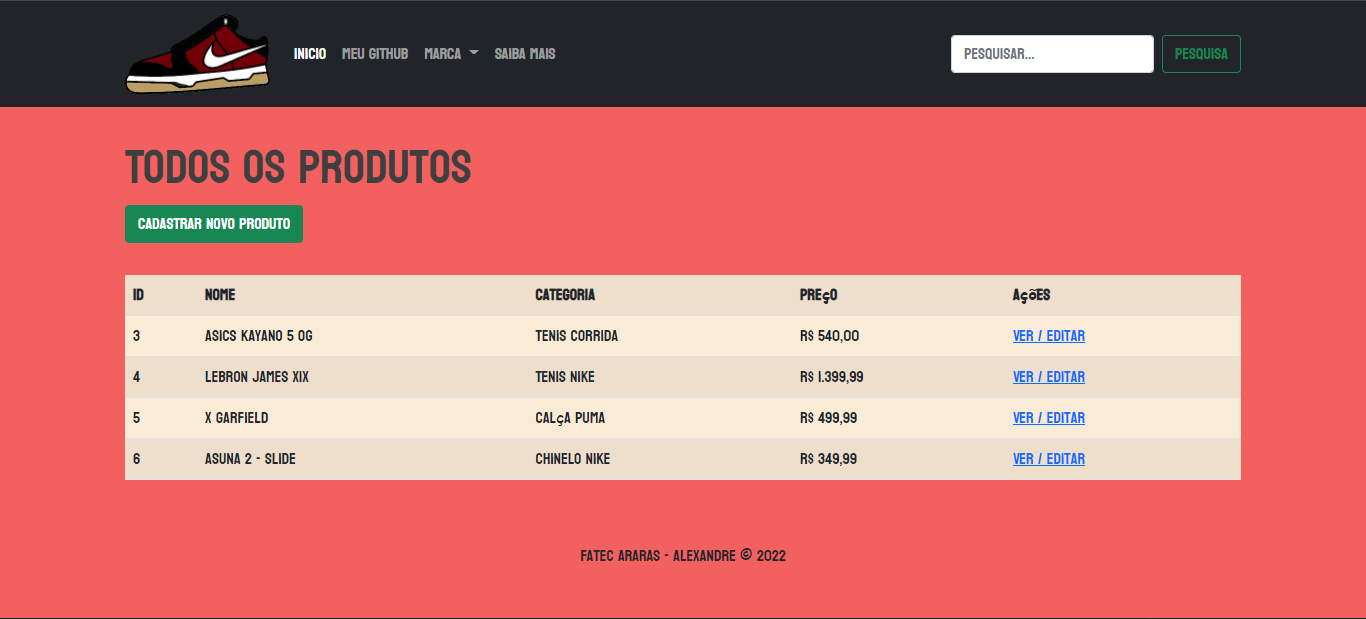 INICIO MEU GITHUB MARCA SAIBA MAIS PESQUISAR... PESQUISA
TODOS OS PRODUTOS
CADASTRAR NOVO PRODUTO
ID NOME CATEGORIA PREçO AçõES
3 ASICS KAYANO 5 OG TENIS CORRIDA R$ 540,00 VER / EDITAR
4 LEBRON JAMES XIX TENIS NIKE R$ 1.399,99 VER / EDITAR
5 X GARFIELD CALçA PUMA R$ 499,99 VER / EDITAR
6 ASUNA 2 - SLIDE CHINELO NIKE R$ 349,99 VER / EDITAR
FATEC ARARAS - ALEXANDRE © 2022